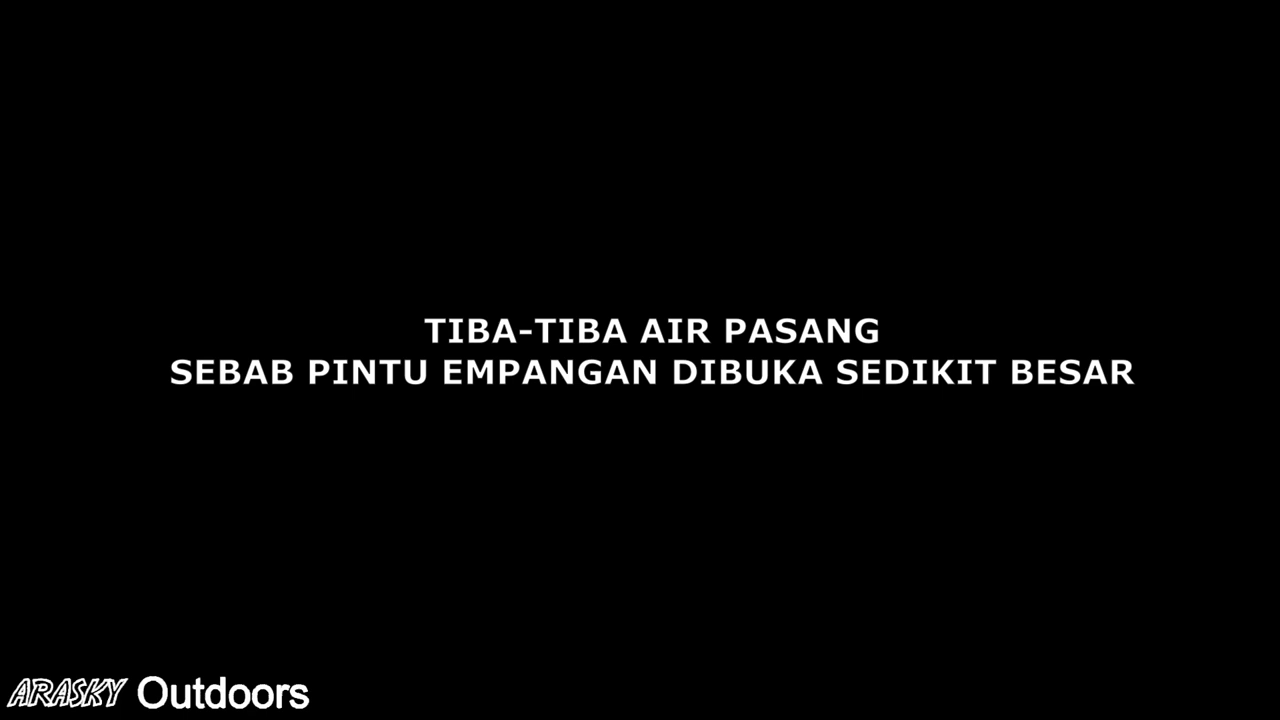 TIBA-TIBA AIR PASANG
SEBAB PINTU EMPANGAN DIBUKA SEDIKIT BESAR
ARASKY Outdoors